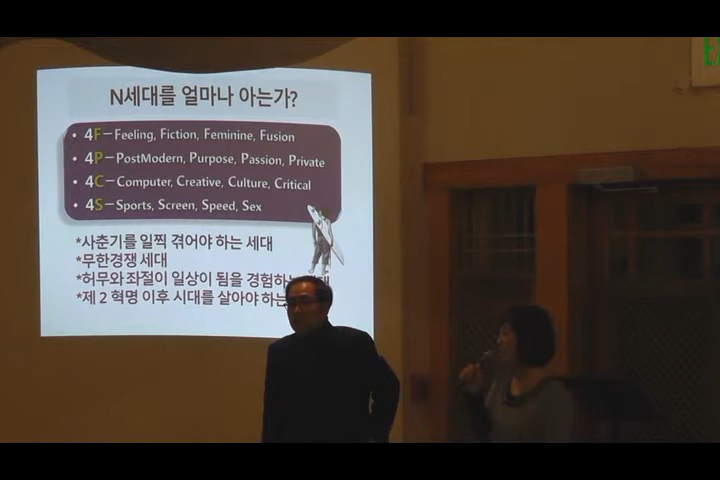 N세대를 얼마나 아는가?
• 4F－Feeling, Fiction, Feminine, Fusion
• 4P－PostModern, Purpose, Passion, Private
• 4C－Computer, Creative, Culture, Critical
• 4S－Sports, Screen, Speed, Sex
*사춘기를 일찍 겪어야 하는 세대
*무한경쟁 세대
*허무와 좌절이 일상이 됨을 경험하는
*제 2 혁명 이후 시대를 살아야 하는